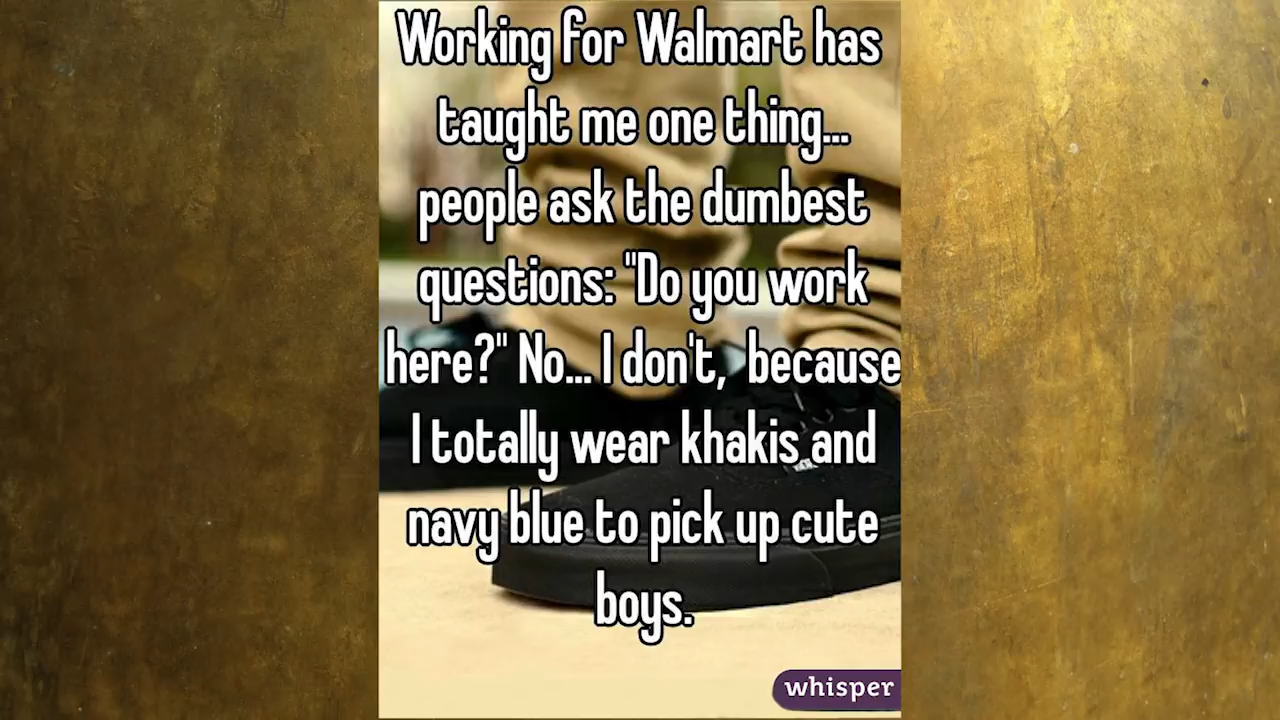 Working for Walmart has
taught me one thing...
people ask the dumbest
questions: "Do you work
here?" No... I don't,  because
I totally wear khakis and
navy blue to pick up cute
boys.
whisper